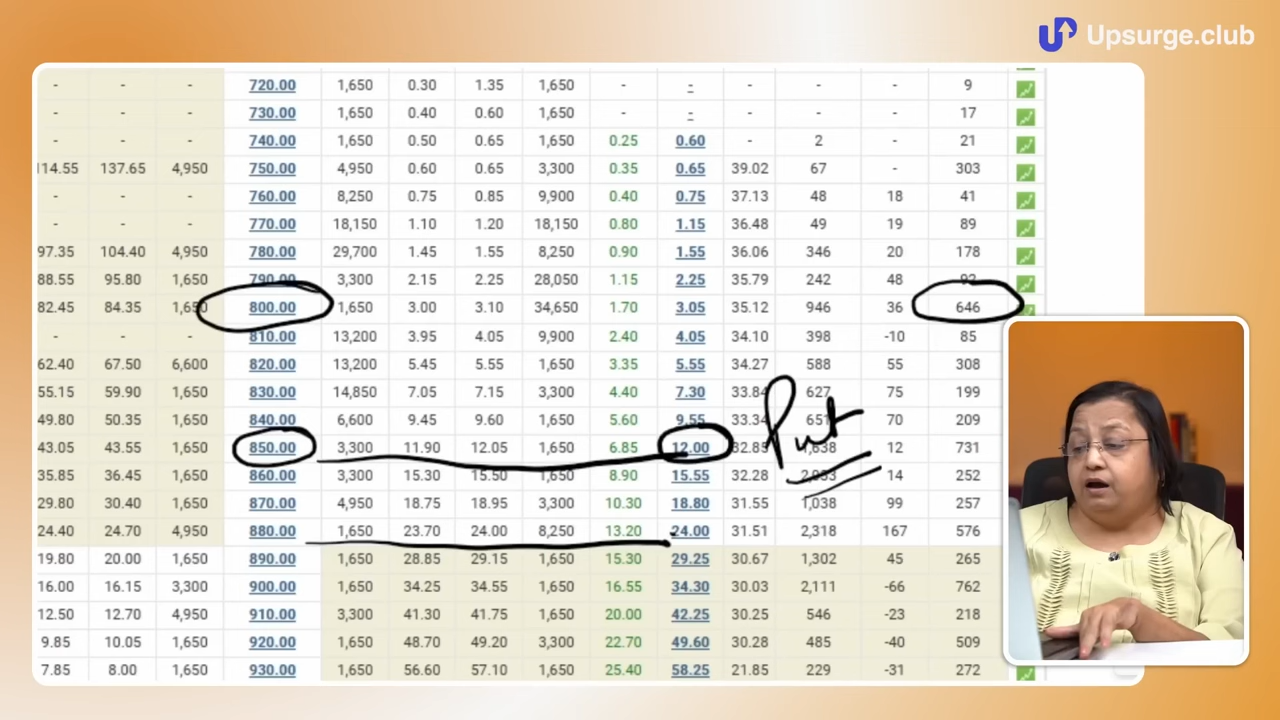 Upsurge.club
- - - 720.00 1,650 0.30 1.35 1,650 - - - - - 9
- - - 730.00 1,650 0.40 0.60 1,650 - - - - - 17
- - - 740.00 1,650 0.50 0.65 1,650 0.25 0.60 - 2 - 21
114.55 137.65 4,950 750.00 4,950 0.60 0.65 3,300 0.35 0.65 39.02 67 - 303
- - - 760.00 8,250 0.75 0.85 9,900 0.40 0.75 37.13 48 18 41
- - - 770.00 18,150 1.10 1.20 18,150 0.80 1.15 36.48 49 19 89
97.35 104.40 4,950 780.00 29,700 1.45 1.55 8,250 0.90 1.55 36.06 346 20 178
88.55 95.80 1,650 790.00 3,300 2.15 2.25 28,050 1.15 2.25 35.79 242 48 92
82.45 84.35 1,650 800.00 1,650 3.00 3.10 34,650 1.70 3.05 35.12 946 36 646
- - - 810.00 13,200 3.95 4.05 9,900 2.40 4.05 34.10 398 -10 85
62.40 67.50 6,600 820.00 13,200 5.45 5.55 1,650 3.35 5.55 34.27 588 55 308
55.15 59.90 1,650 830.00 14,850 7.05 7.15 3,300 4.40 7.30 33.84 627 75 199
49.80 50.35 1,650 840.00 6,600 9.45 9.60 1,650 5.60 9.55 33.34 70 209
Put
43.05 43.55 1,650 850.00 3,300 11.90 12.05 1,650 6.85 12.00 32.85 12 731
35.85 36.45 1,650 860.00 3,300 15.30 15.50 1,650 8.90 15.55 32.28 14 252
29.80 30.40 1,650 870.00 4,950 18.75 18.95 3,300 10.30 18.80 31.55 1,038 99 257
24.40 24.70 4,950 880.00 1,650 23.70 24.00 8,250 13.20 24.00 31.51 2,318 167 576
19.80 20.00 1,650 890.00 1,650 28.85 29.15 1,650 15.30 29.25 30.67 1,302 45 265
16.00 16.15 3,300 900.00 1,650 34.25 34.55 1,650 16.55 34.30 30.03 2,111 -66 762
12.50 12.70 4,950 910.00 3,300 41.30 41.75 1,650 20.00 42.25 30.25 546 -23 218
9.85 10.05 1,650 920.00 1,650 48.70 49.20 3,300 22.70 49.60 30.28 485 -40 509
7.85 8.00 1,650 930.00 1,650 56.60 57.10 1,650 25.40 58.25 21.85 229 -31 272